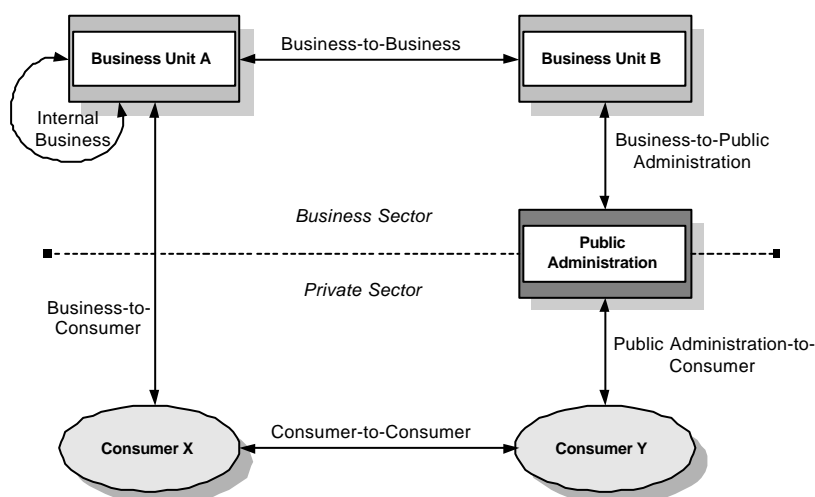 Business Unit A
Business-to-Business
Business Unit B
Internal
Business
Business-to-Public
Administration
Business Sector
Public
Administration
Private Sector
Business-to-
Consumer
Public Administration-to-
Consumer
Consumer X
Consumer-to-Consumer
Consumer Y